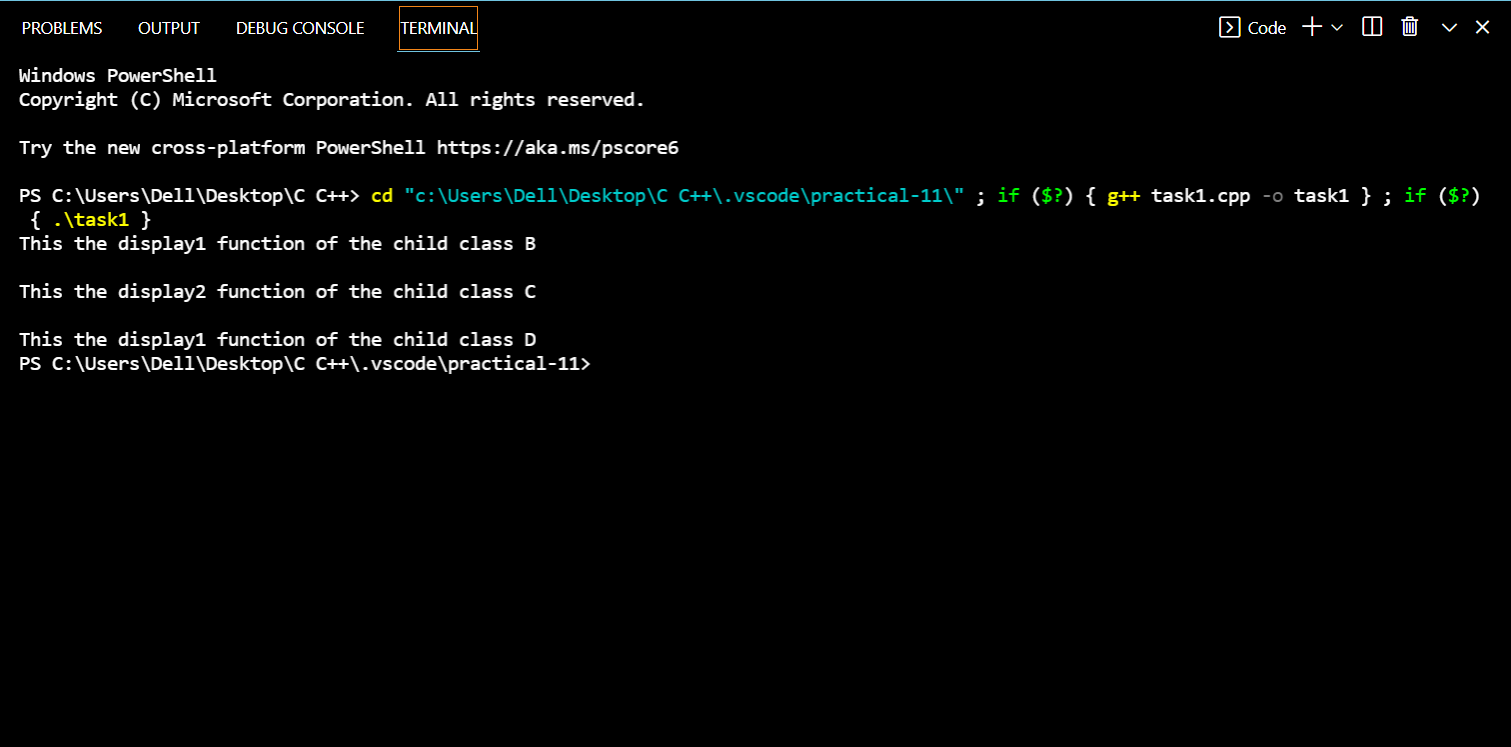 PROBLEMS OUTPUT DEBUG CONSOLE TERMINAL Code
Windows PowerShell
Copyright (C) Microsoft Corporation. All rights reserved.
Try the new cross-platform PowerShell https://aka.ms/pscore6
PS C:\Users\Dell\Desktop\C C++> cd "c:\Users\Dell\Desktop\C C++\.vscode\practical-11\" ; if ($?) { g++ task1.cpp -o task1 } ; if ($?)
{ .\task1 }
This the display1 function of the child class B
This the display2 function of the child class C
This the display1 function of the child class D
PS C:\Users\Dell\Desktop\C C++\.vscode\practical-11>